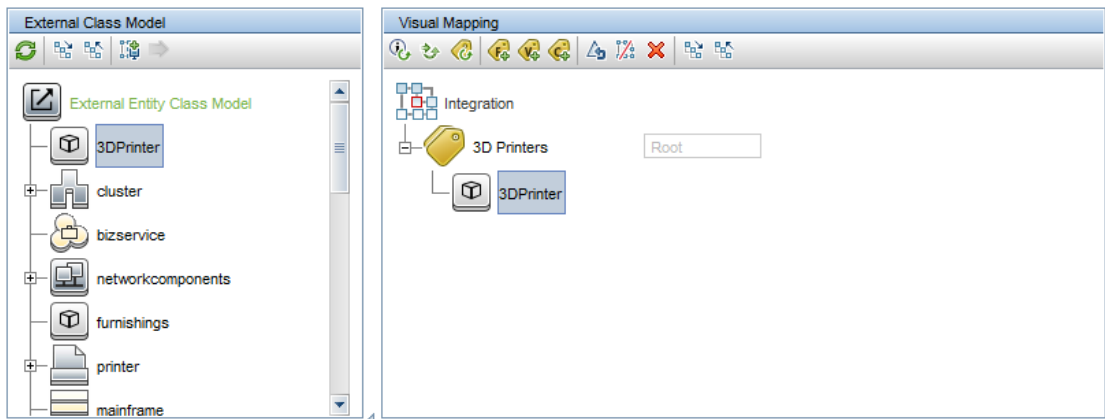 External Class Model
External Entity Class Model
3DPrinter
cluster
bizservice
networkcomponents
furnishings
printer
mainframe
Visual Mapping
F
V
C
Integration
3D Printers
Root
3DPrinter